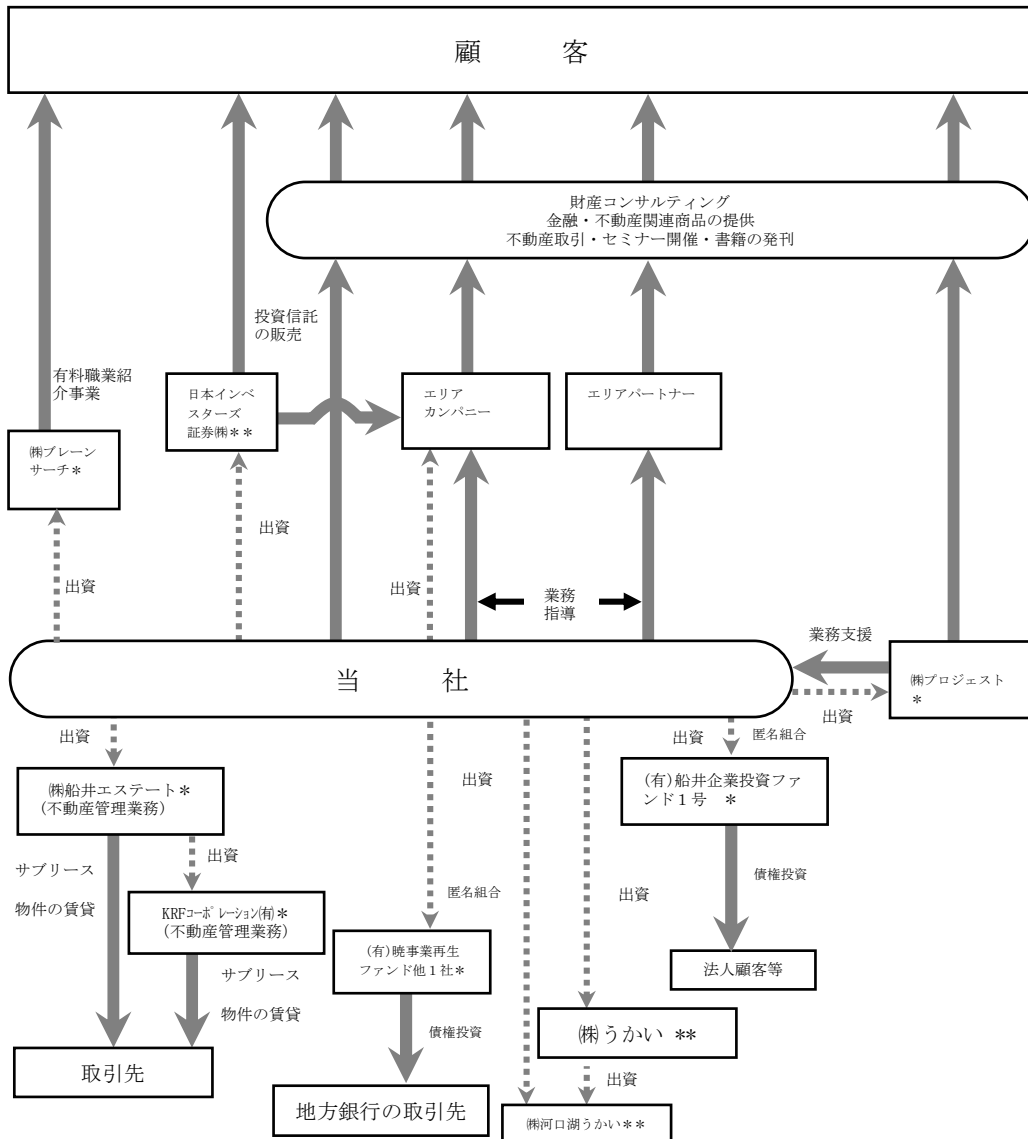 顧　　　客
財産コンサルティング
金融・不動産関連商品の提供
不動産取引・セミナー開催・書籍の発刊
投資信託
の販売
有料職業紹
介事業
日本インベ
スターズ
証券㈱＊＊
エリア
カンパニー
エリアパートナー
㈱ブレーン
サーチ＊
出資
出資
出資
業務
指導
業務支援
当　　　社
㈱プロジェスト
＊
出資
出資
匿名組合
出資
出資
㈱船井エステート＊
(不動産管理業務)
(有)船井企業投資ファ
ンド１号　＊
サブリース
物件の賃貸
出資
債権投資
出資
匿名組合
KRFコーポレーション㈲＊
(不動産管理業務)
(有)暁事業再生
ファンド他１社＊
法人顧客等
サブリース
物件の賃貸
債権投資
㈱うかい **
取引先
出資
地方銀行の取引先
㈱河口湖うかい＊＊